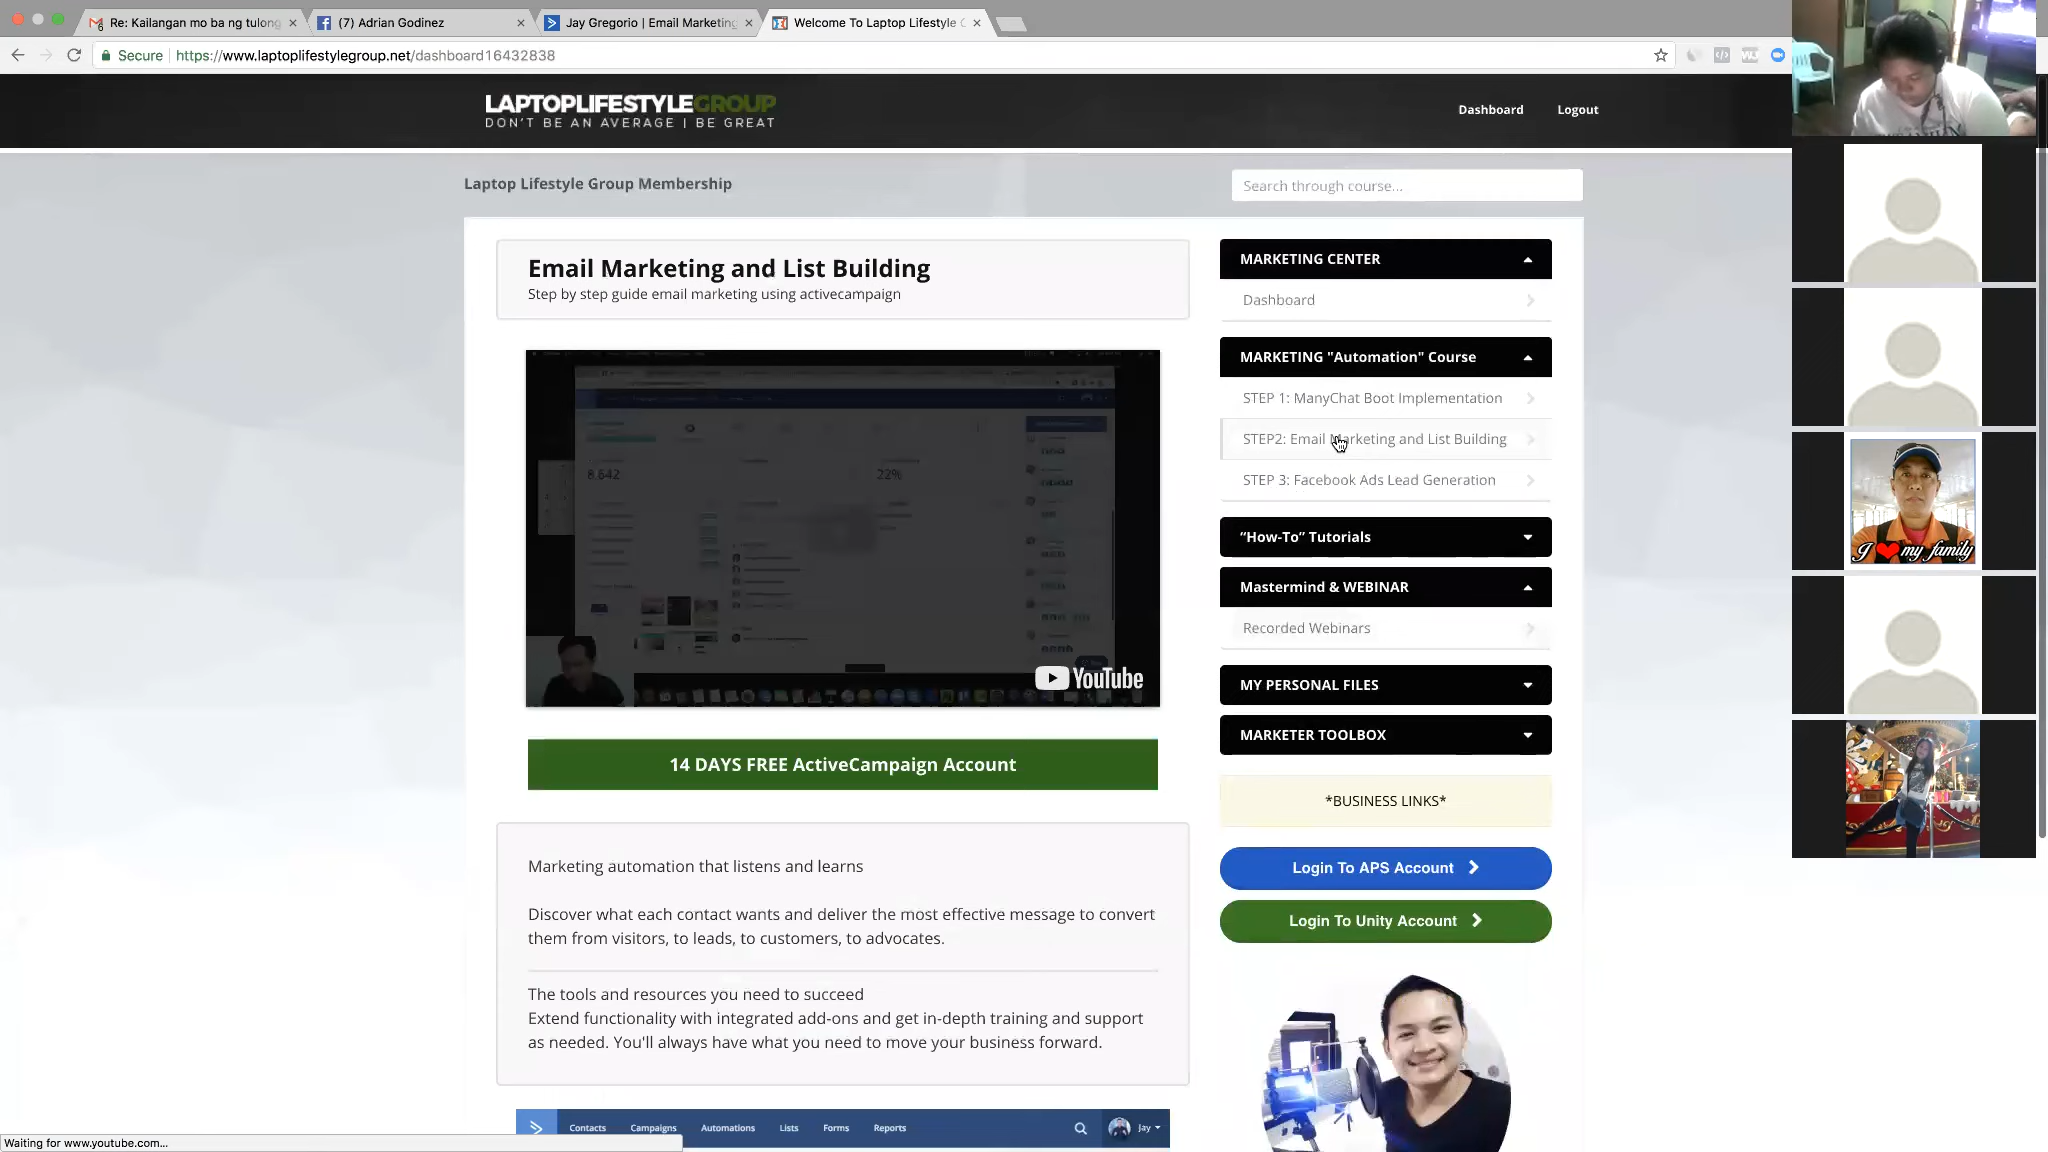 Re: Kailangan mo ba ng tulong
(7) Adrian Godinez
Jay Gregorio | Email Marketing
Welcome To Laptop Lifestyle G
Secure https://www.laptoplifestylegroup.net/dashboard16432838
LAPTOPLIFESTYLEGROUP
DON'T BE AN AVERAGE | BE GREAT
Dashboard
Logout
Laptop Lifestyle Group Membership
Search through course...
Email Marketing and List Building
Step by step guide email marketing using activecampaign
8,642
22%
YouTube
14 DAYS FREE ActiveCampaign Account
Marketing automation that listens and learns
Discover what each contact wants and deliver the most effective message to convert
them from visitors, to leads, to customers, to advocates.
The tools and resources you need to succeed
Extend functionality with integrated add-ons and get in-depth training and support
as needed. You'll always have what you need to move your business forward.
Contacts Campaigns Automations Lists Forms Reports
Jay
MARKETING CENTER
Dashboard
MARKETING "Automation" Course
STEP 1: ManyChat Boot Implementation
STEP2: Email Marketing and List Building
STEP 3: Facebook Ads Lead Generation
“How-To” Tutorials
Mastermind & WEBINAR
Recorded Webinars
MY PERSONAL FILES
MARKETER TOOLBOX
*BUSINESS LINKS*
Login To APS Account
Login To Unity Account
I my family
Waiting for www.youtube.com...